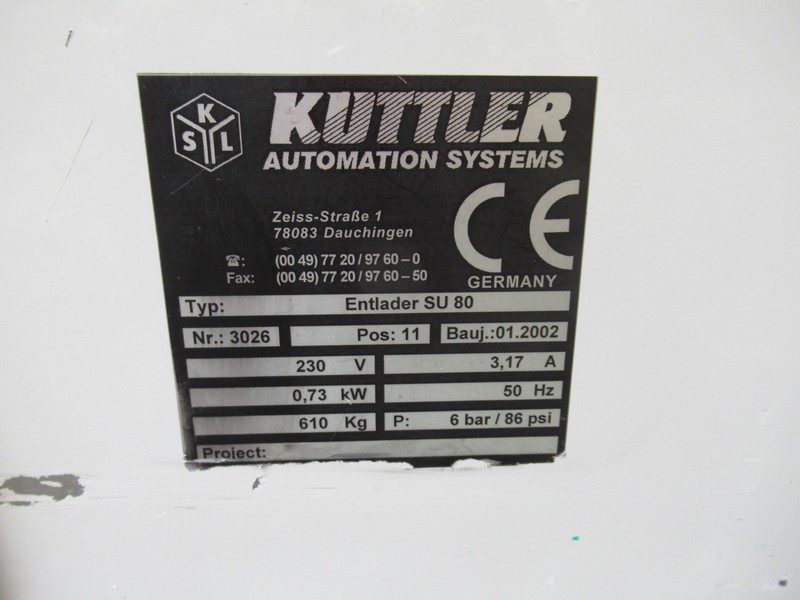 KSL
KUTTLER
AUTOMATION SYSTEMS
Zeiss-Straße 1
78083 Dauchingen
☎: (00 49) 77 20 / 97 60 – 0
Fax: (00 49) 77 20 / 97 60 – 50
CE
GERMANY
Typ: Entlader SU 80
Nr.: 3026 Pos: 11 Bauj.:01.2002
230 V 3,17 A
0,73 kW 50 Hz
610 Kg P: 6 bar / 86 psi
Project: